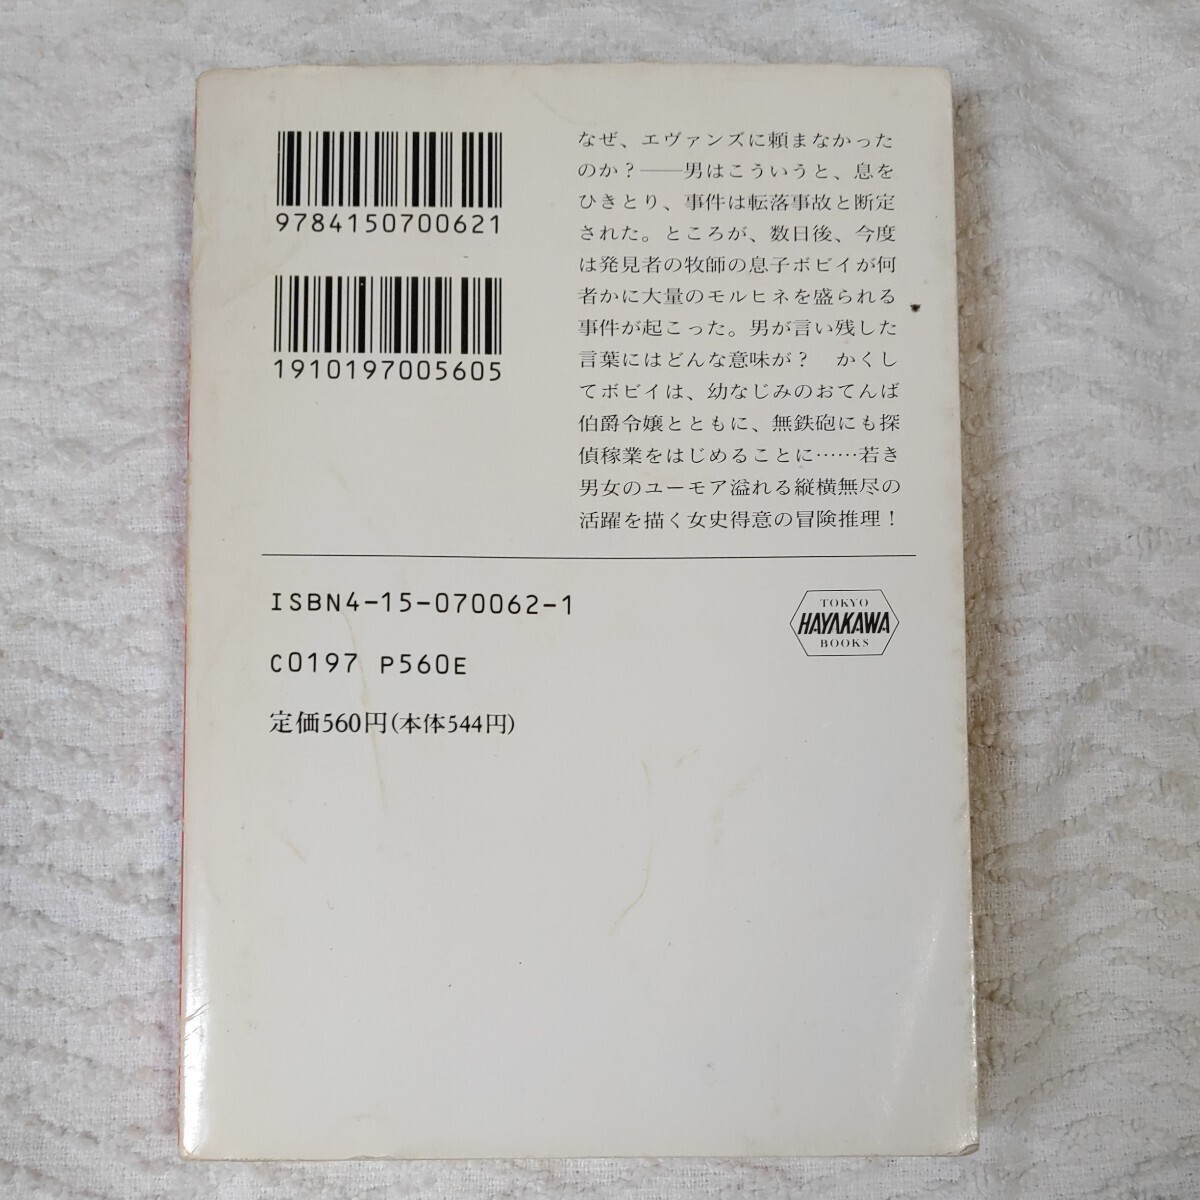 9784150700621
1910197005605
なぜ、エヴァンズに頼まなかった
のか？――男はこういうと、息を
ひきとり、事件は転落事故と断定
された。ところが、数日後、今度
は発見者の牧師の息子ボビイが何
者かに大量のモルヒネを盛られる
事件が起こった。男が言い残した
言葉にはどんな意味が？　かくし
てボビイは、幼なじみのおてんば
伯爵令嬢とともに、無鉄砲にも探
偵稼業をはじめることに……若き
男女のユーモア溢れる縦横無尽の
活躍を描く女史得意の冒険推理！
ISBN4-15-070062-1
C0197 P560E
定価560円(本体544円)
TOKYO
HAYAKAWA
BOOKS